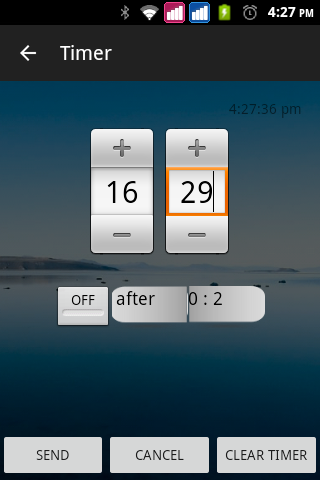 4:27 PM
Timer
4:27:36 pm
+ +
16 29
− −
OFF after 0 : 2
SEND CANCEL CLEAR TIMER